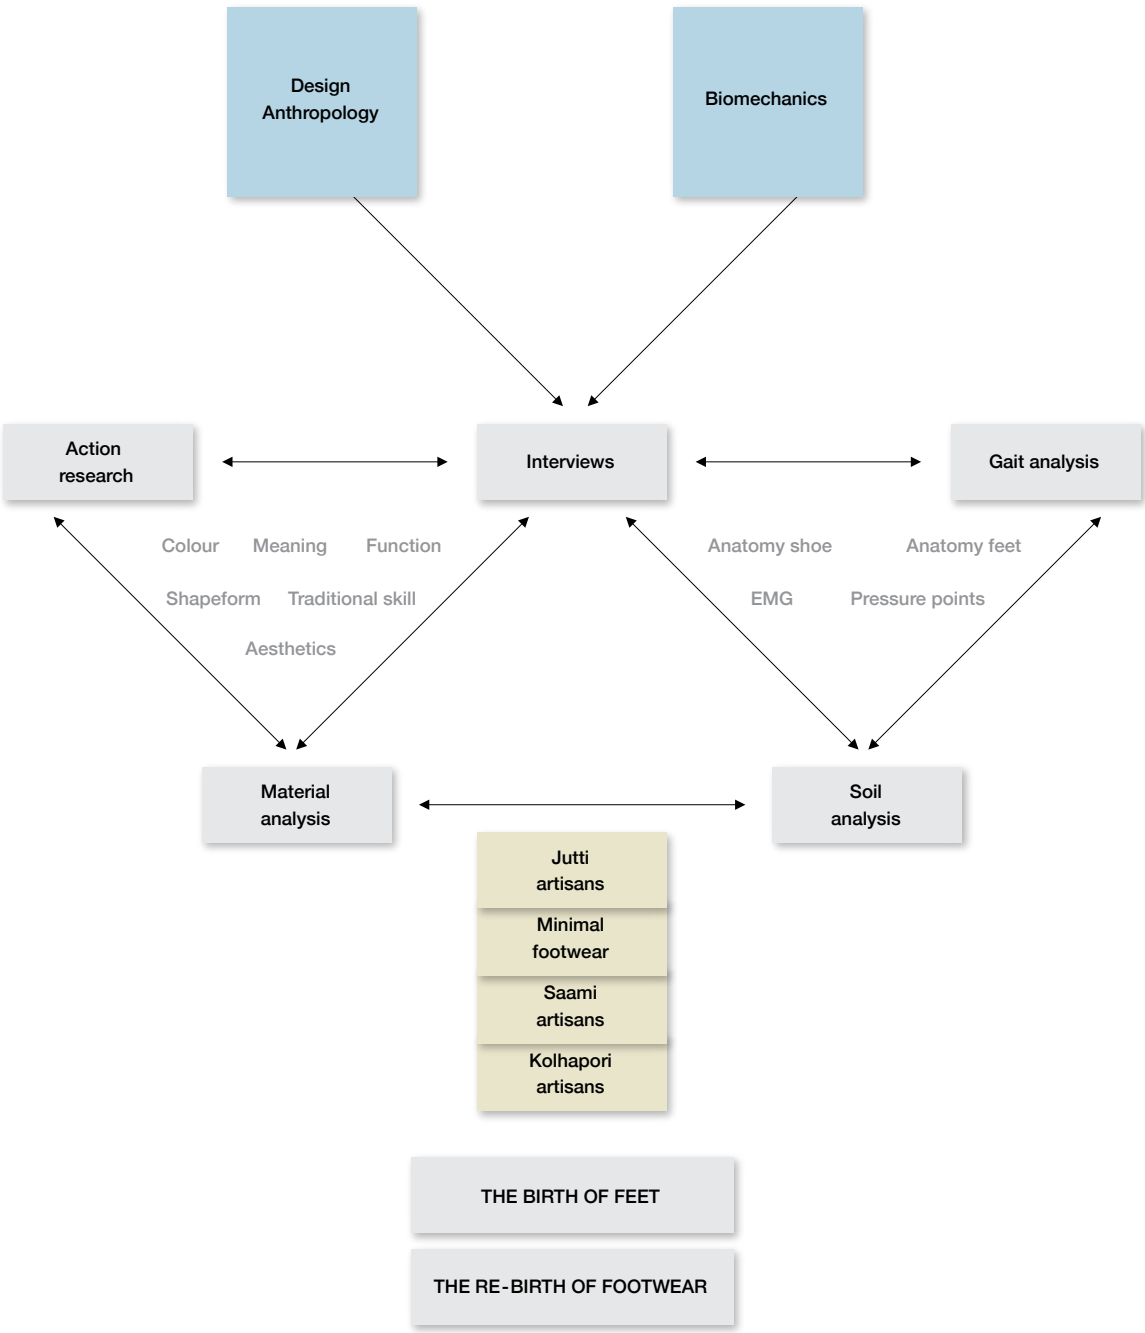 Design
Anthropology
Biomechanics
Action
research
Interviews
Gait analysis
Colour Meaning Function
Shapeform Traditional skill
Aesthetics
Anatomy shoe Anatomy feet
EMG Pressure points
Material
analysis
Soil
analysis
Jutti
artisans
Minimal
footwear
Saami
artisans
Kolhapori
artisans
THE BIRTH OF FEET
THE RE-BIRTH OF FOOTWEAR